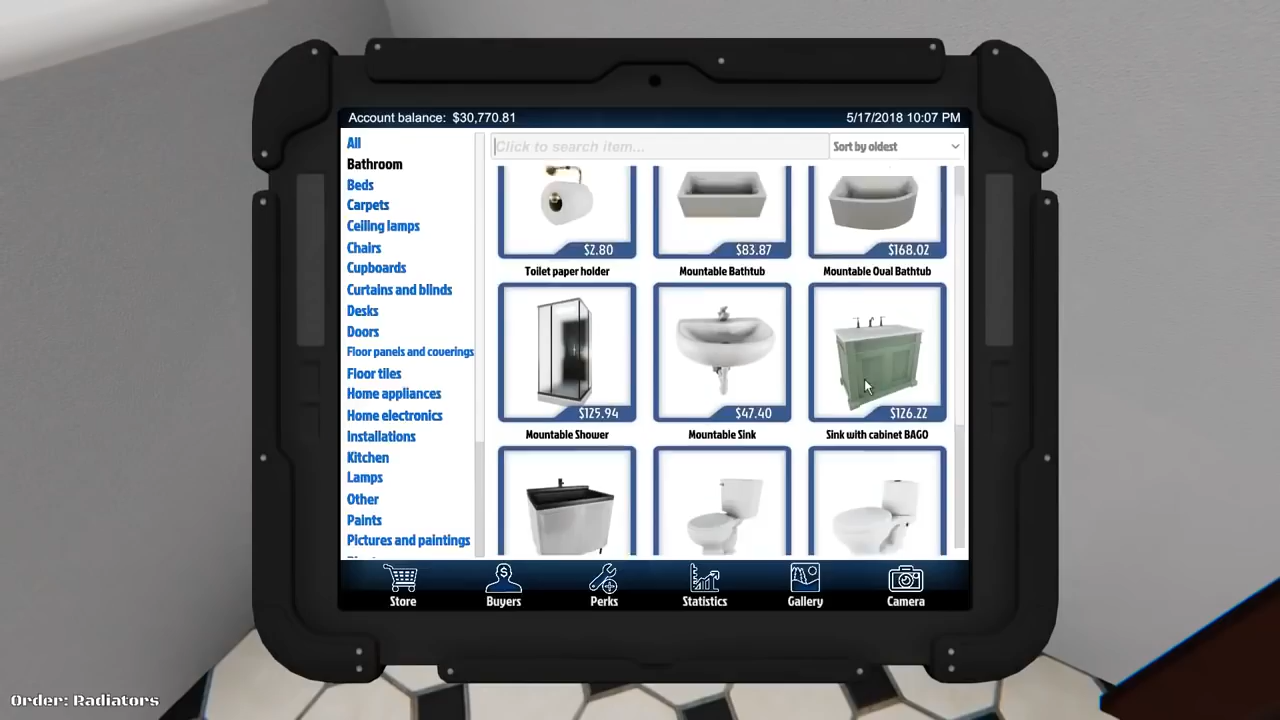 Account balance: $30,770.81
5/17/2018 10:07 PM
All
Bathroom
Beds
Carpets
Ceiling lamps
Chairs
Cupboards
Curtains and blinds
Desks
Doors
Floor panels and coverings
Floor tiles
Home appliances
Home electronics
Installations
Kitchen
Lamps
Other
Paints
Pictures and paintings
Click to search item...
Sort by oldest
$2.80
$83.87
$168.02
Toilet paper holder
Mountable Bathtub
Mountable Oval Bathtub
$125.94
$47.40
$126.22
Mountable Shower
Mountable Sink
Sink with cabinet BAGO
Store
Buyers
Perks
Statistics
Gallery
Camera
Order: Radiators